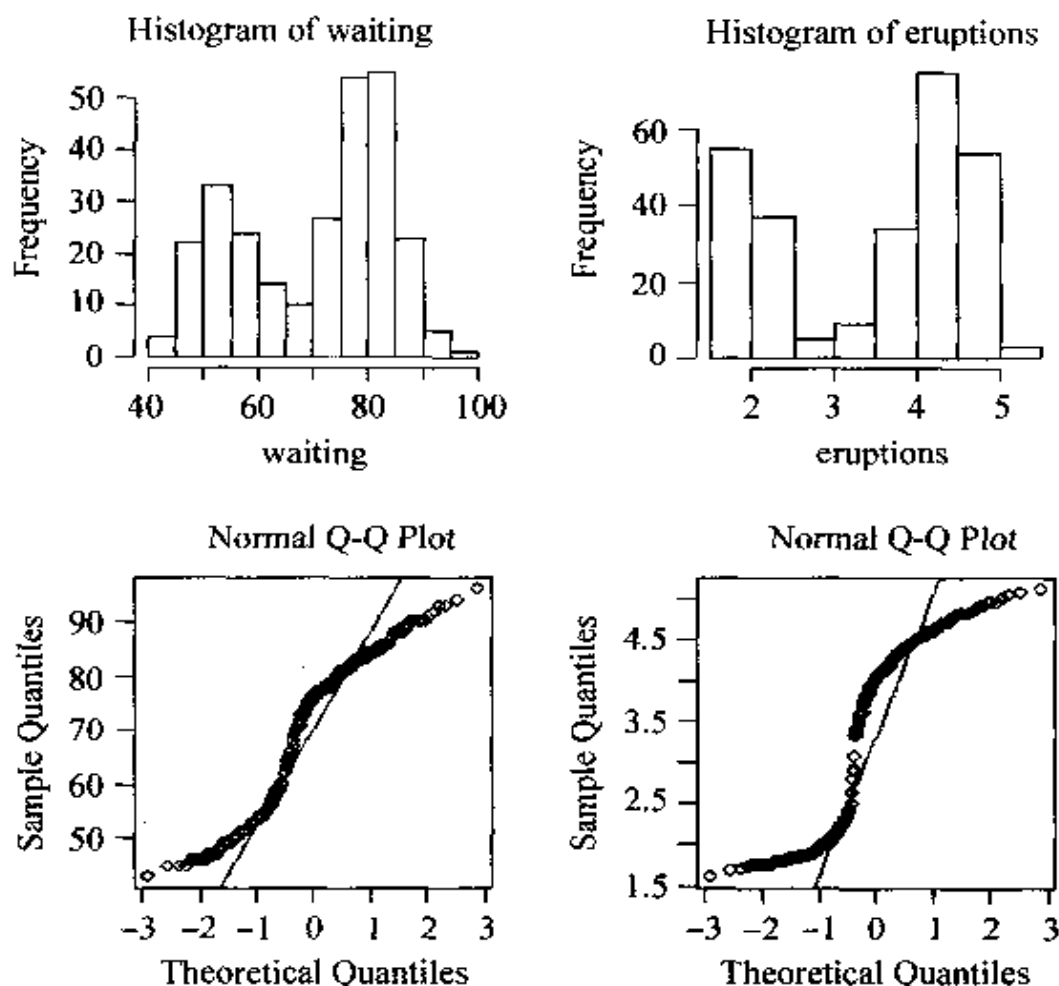 Histogram of waiting
Frequency
50
40
30
20
10
0
40 60 80 100
waiting
Histogram of eruptions
Frequency
60
40
20
0
2 3 4 5
eruptions
Normal Q-Q Plot
Sample Quantiles
90
80
70
60
50
-3 -2 -1 0 1 2 3
Theoretical Quantiles
Normal Q-Q Plot
Sample Quantiles
4.5
3.5
2.5
1.5
-3 -2 -1 0 1 2 3
Theoretical Quantiles